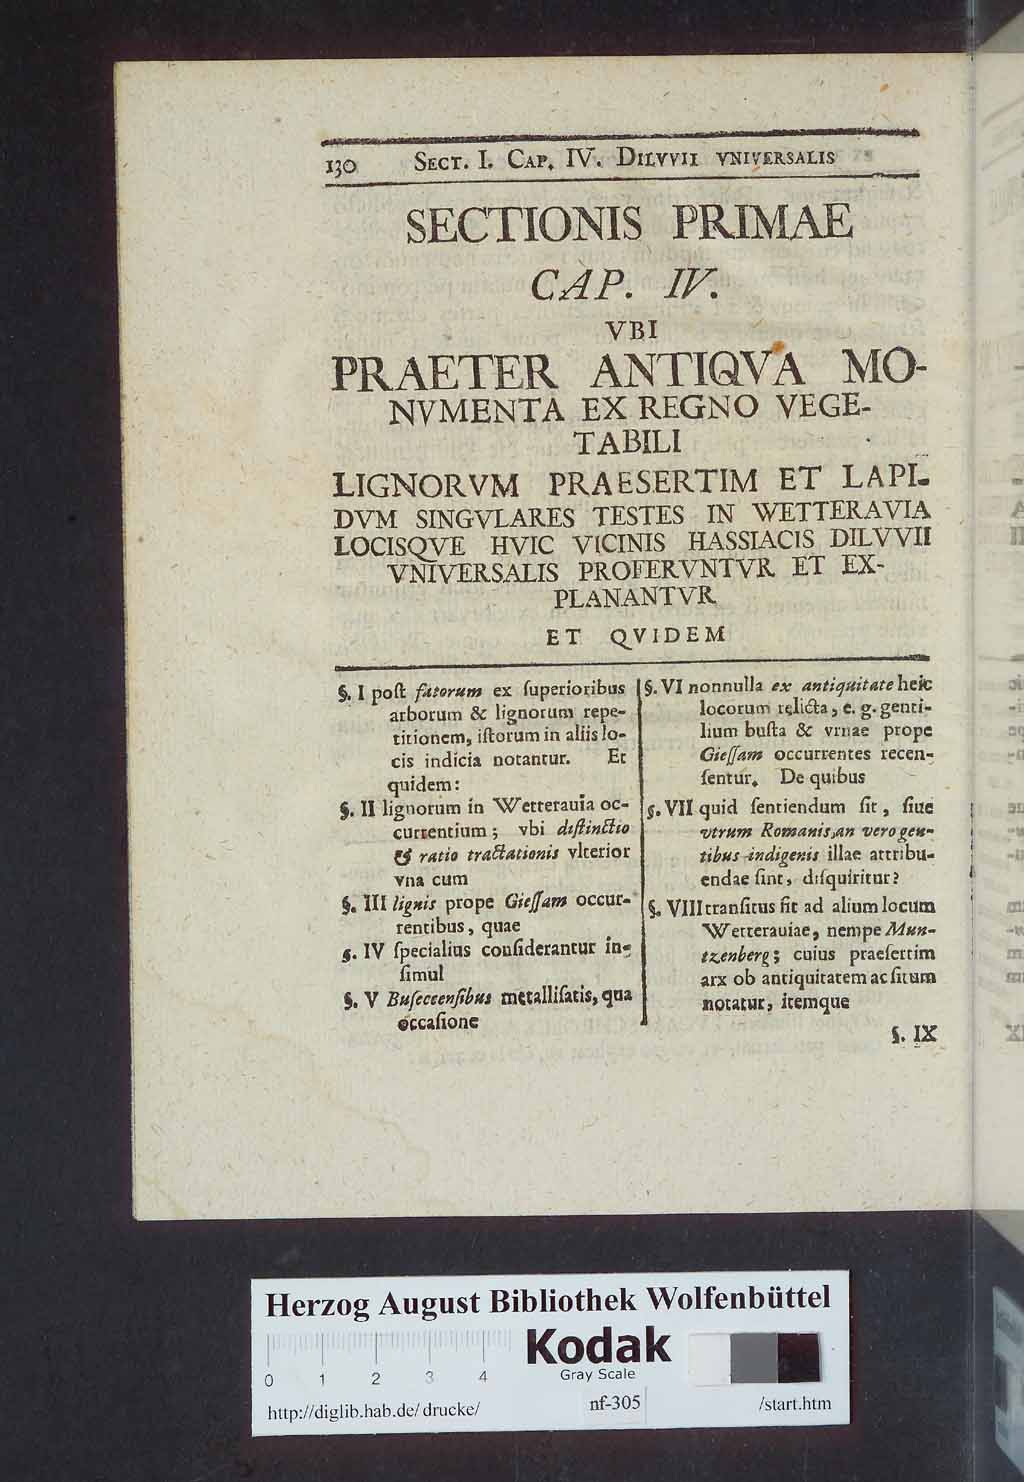 130 SECT. I. CAP. IV. DILVVII VNIVERSALIS
SECTIONIS PRIMAE
CAP. IV.
VBI
PRAETER ANTIQVA MO-
NVMENTA EX REGNO VEGE-
TABILI
LIGNORVM PRAESERTIM ET LAPI-
DVM SINGVLARES TESTES IN WETTERAVIA
LOCISQVE HVIC VICINIS HASSIACIS DILVVII
VNIVERSALIS PROFERVNTVR ET EX-
PLANANTVR
ET QVIDEM
§. I poſt fatorum ex ſuperioribus
arborum & lignorum repe-
titionem, iſtorum in aliis lo-
cis indicia notantur. Et
quidem:
§. II lignorum in Wetterauia oc-
currentium; vbi diſtinctio
& ratio tractationis vlterior
vna cum
§. III lignis prope Gieſſam occur-
rentibus, quae
§. IV ſpecialius conſiderantur in-
ſimul
§. V Buſecceenſibus metalliſatis, qua
occaſione
§. VI nonnulla ex antiquitate heic
locorum relicta, e. g. genti-
lium buſta & vrnae prope
Gieſſam occurrentes recen-
ſentur. De quibus
§. VII quid ſentiendum ſit, ſiue
vtrum Romanis, an vero gen-
tibus indigenis illae attribu-
endae ſint, diſquiritur?
§. VIII tranſitus fit ad alium locum
Wetterauiae, nempe Mun-
tzenberg; cuius praeſertim
arx ob antiquitatem ac ſitum
notatur, itemque
§. IX
Herzog August Bibliothek Wolfenbüttel
Kodak
Gray Scale
0 1 2 3 4
http://diglib.hab.de/drucke/ nf-305 /start.htm